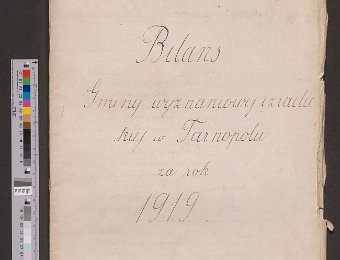 Bilans
Gminy wyznaniowej izraelic
kiej w Tarnopolu
za rok
1919